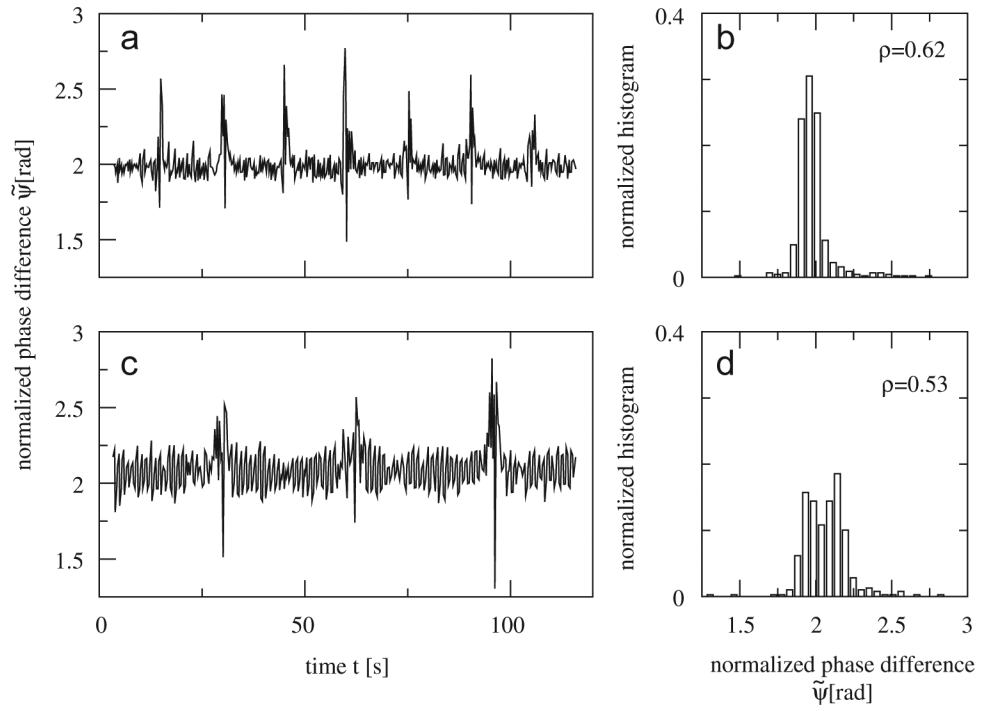 normalized phase difference ψ̃[rad]
a
3
2.5
2
1.5
b
ρ=0.62
normalized histogram
0.4
0
c
3
2.5
2
1.5
0
50
100
time t [s]
d
ρ=0.53
normalized histogram
0.4
0
1.5
2
2.5
3
normalized phase difference
ψ̃[rad]